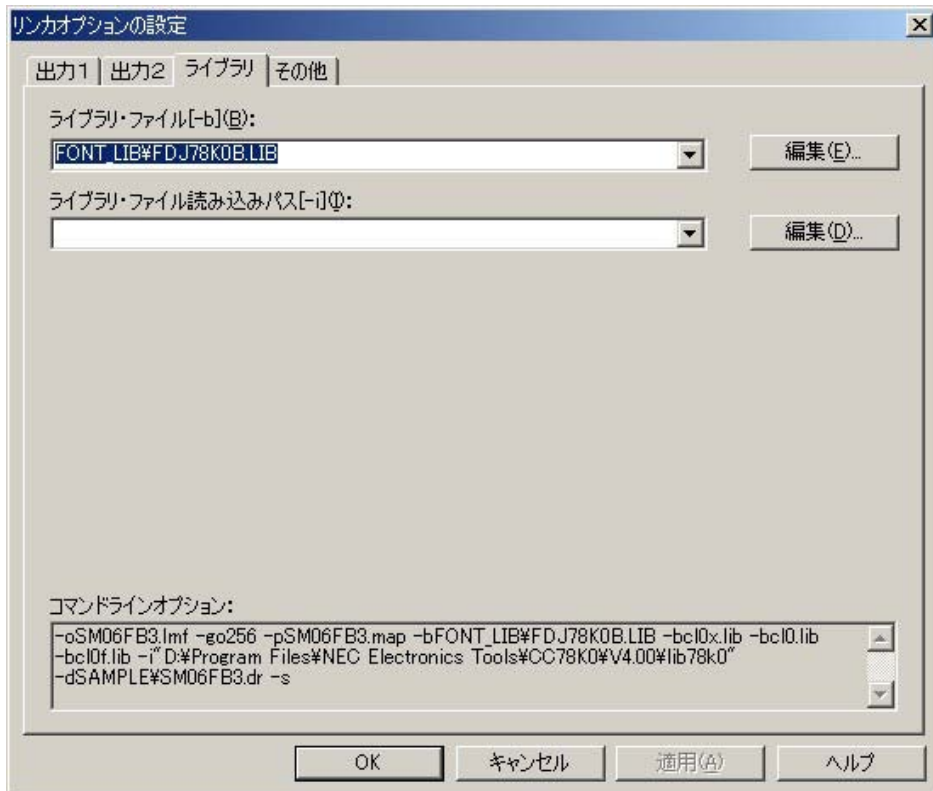 リンカオプションの設定
出力1 出力2 ライブラリ その他
ライブラリ・ファイル[-b](B):
FONT_LIB¥FDJ78K0B.LIB 編集(E)...
ライブラリ・ファイル読み込みパス[-i](I):
編集(D)...
コマンドラインオプション:
-oSM06FB3.lmf -go256 -pSM06FB3.map -bFONT_LIB¥FDJ78K0B.LIB -bcl0x.lib -bcl0.lib
-bcl0f.lib -i"D:¥Program Files¥NEC Electronics Tools¥CC78K0¥V4.00¥lib78k0"
-dSAMPLE¥SM06FB3.dr -s
OK キャンセル 適用(A) ヘルプ